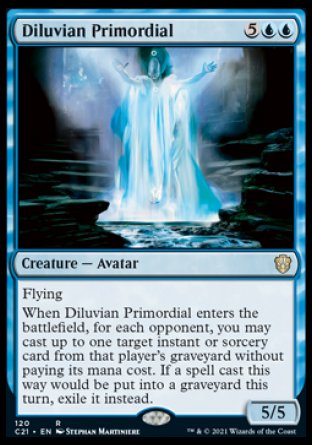 Diluvian Primordial 5
Creature — Avatar
Flying
When Diluvian Primordial enters the
battlefield, for each opponent, you may
cast up to one target instant or sorcery
card from that player's graveyard without
paying its mana cost. If a spell cast this
way would be put into a graveyard this
turn, exile it instead.
5/5
120 R
C21 • EN Stephan Martiniere
™ & © 2021 Wizards of the Coast